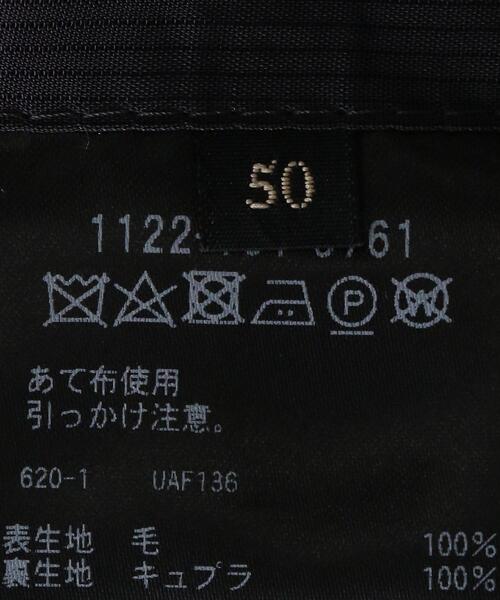 50
1122 61
P W
あて布使用
引っかけ注意。
620-1 UAF136
表生地 毛 100%
裏生地 キュプラ 100%